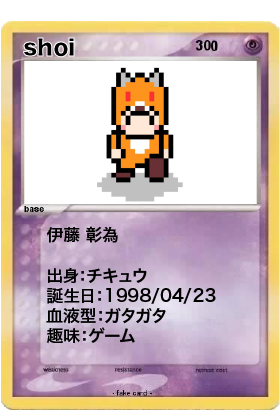 shoi
300
base
伊藤 彰為
出身:チキュウ
誕生日:1998/04/23
血液型:ガタガタ
趣味:ゲーム
weakness
resistance
retreat cost
- fake card -